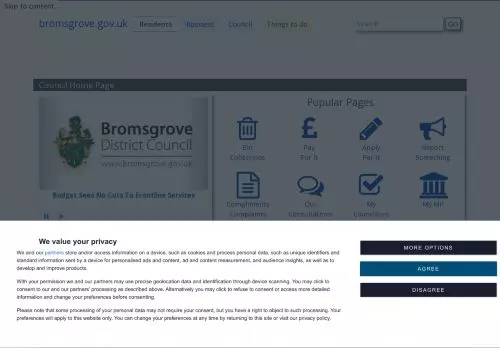 Skip to content
bromsgrove.gov.uk Residents Business Council Things to do Search GO
Council Home Page
Bromsgrove
District Council
www.bromsgrove.gov.uk
Budget Sees No Cuts To Frontline Services
Popular Pages
Bin Collections
Pay For It
Apply For It
Report Something
Compliments Complaints
Our Consultations
My Councillors
My MP
We value your privacy
We and our partners store and/or access information on a device, such as cookies and process personal data, such as unique identifiers and
standard information sent by a device for personalised ads and content, ad and content measurement, and audience insights, as well as to
develop and improve products.
With your permission we and our partners may use precise geolocation data and identification through device scanning. You may click to
consent to our and our partners' processing as described above. Alternatively you may click to refuse to consent or access more detailed
information and change your preferences before consenting.
Please note that some processing of your personal data may not require your consent, but you have a right to object to such processing. Your
preferences will apply to this website only. You can change your preferences at any time by returning to this site or visit our privacy policy.
MORE OPTIONS
AGREE
DISAGREE